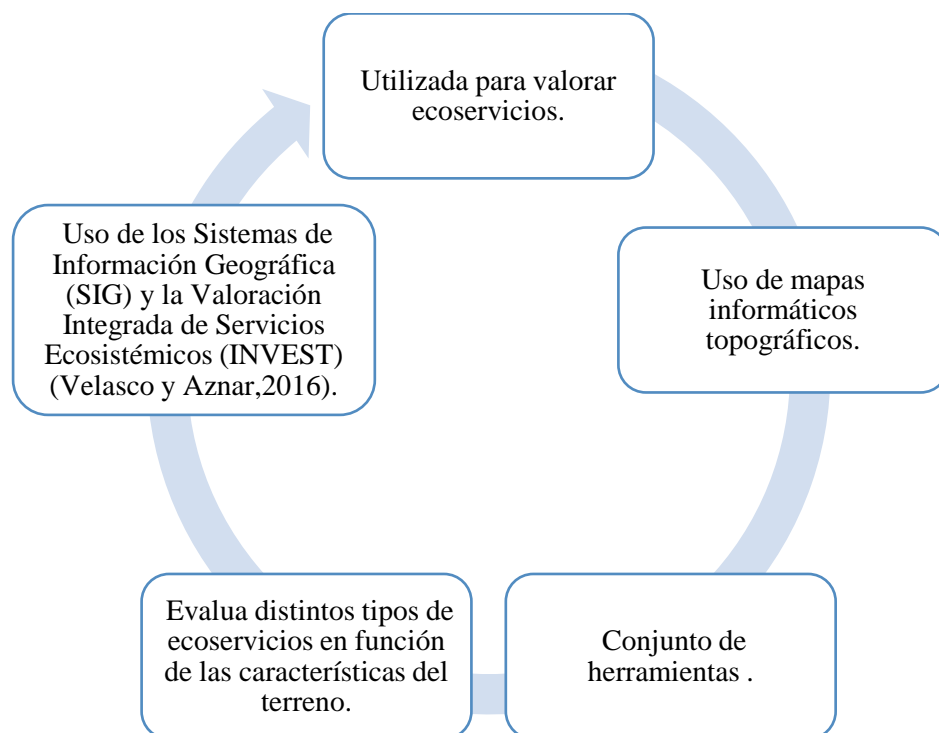 Utilizada para valorar
ecoservicios.
Uso de mapas
informáticos
topográficos.
Conjunto de
herramientas .
Evalua distintos tipos de
ecoservicios en función
de las características del
terreno.
Uso de los Sistemas de
Información Geográfica
(SIG) y la Valoración
Integrada de Servicios
Ecosistémicos (INVEST)
(Velasco y Aznar,2016).